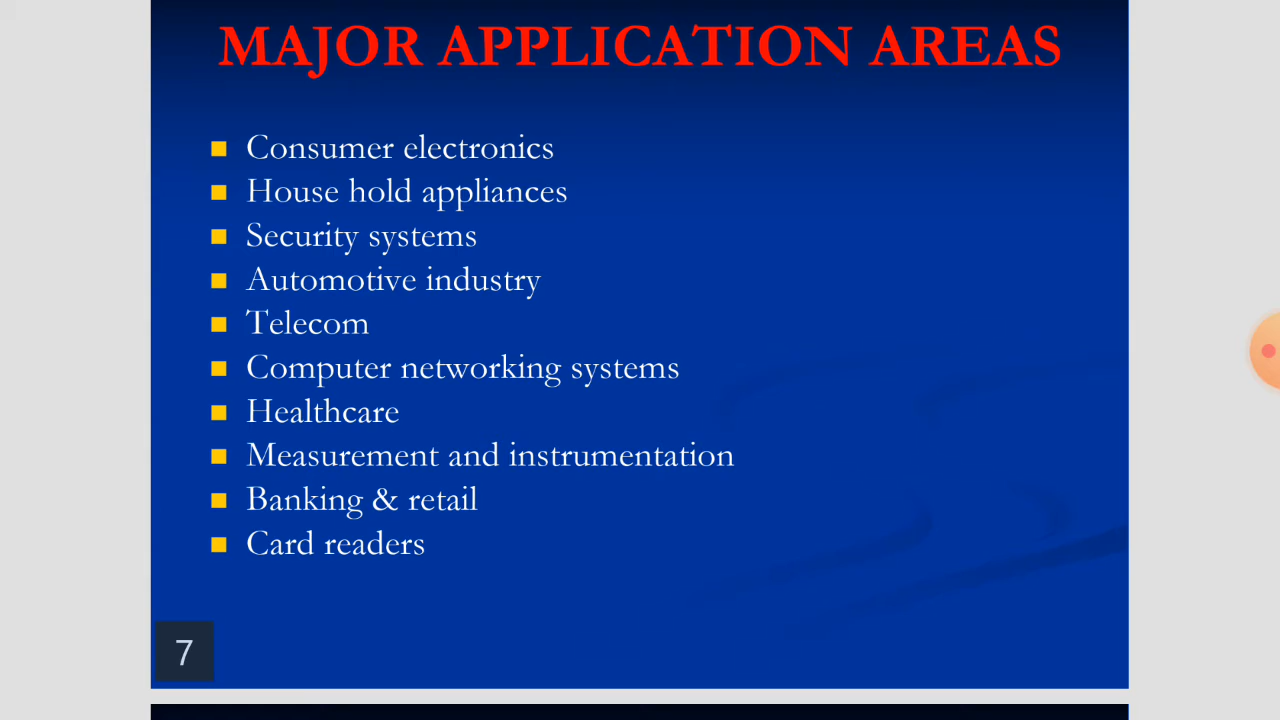 MAJOR APPLICATION AREAS
Consumer electronics
House hold appliances
Security systems
Automotive industry
Telecom
Computer networking systems
Healthcare
Measurement and instrumentation
Banking & retail
Card readers
7